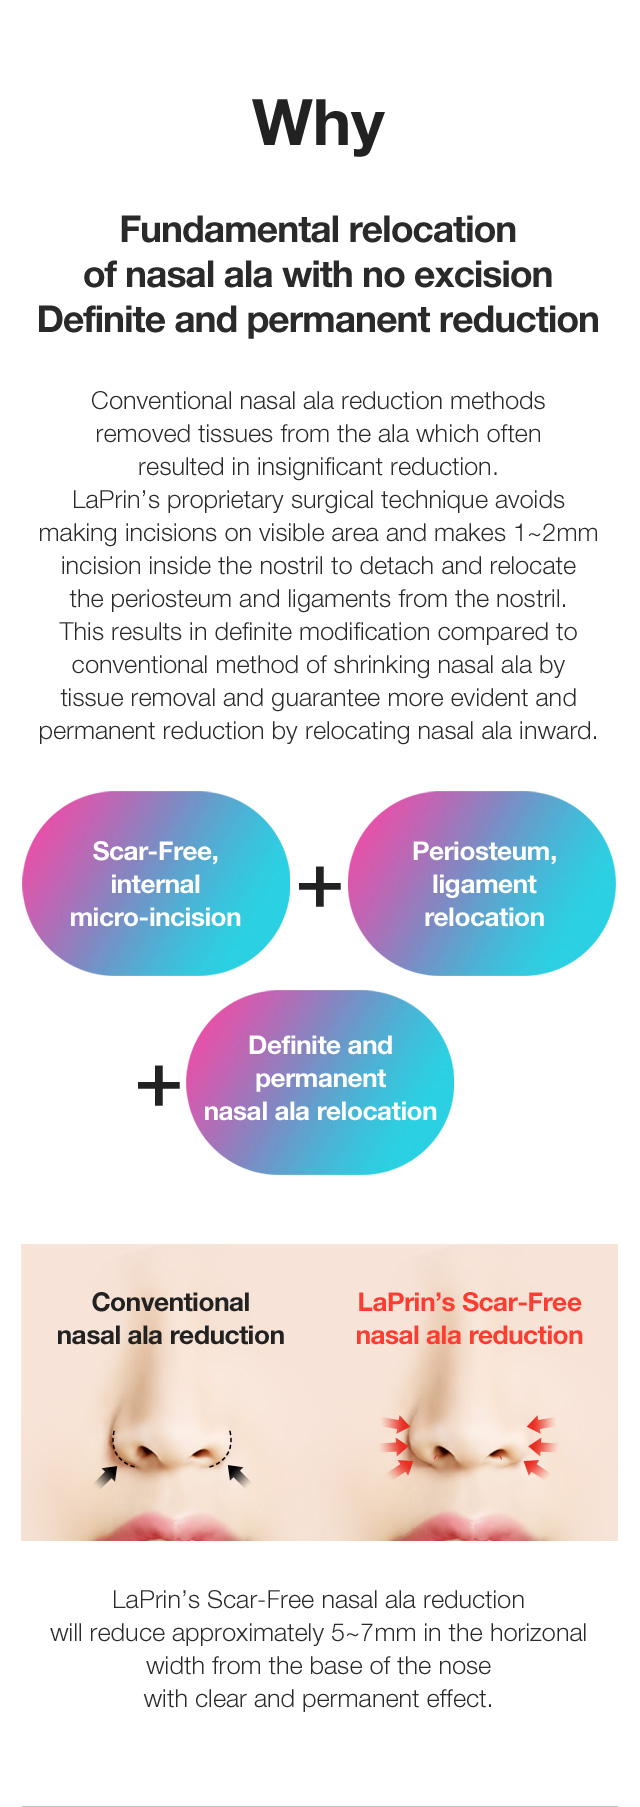 Why
Fundamental relocation
of nasal ala with no excision
Definite and permanent reduction
Conventional nasal ala reduction methods
removed tissues from the ala which often
resulted in insignificant reduction.
LaPrin’s proprietary surgical technique avoids
making incisions on visible area and makes 1~2mm
incision inside the nostril to detach and relocate
the periosteum and ligaments from the nostril.
This results in definite modification compared to
conventional method of shrinking nasal ala by
tissue removal and guarantee more evident and
permanent reduction by relocating nasal ala inward.
Scar-Free,
internal
micro-incision
+
Periosteum,
ligament
relocation
+
Definite and
permanent
nasal ala relocation
Conventional
nasal ala reduction
LaPrin’s Scar-Free
nasal ala reduction
LaPrin’s Scar-Free nasal ala reduction
will reduce approximately 5~7mm in the horizonal
width from the base of the nose
with clear and permanent effect.